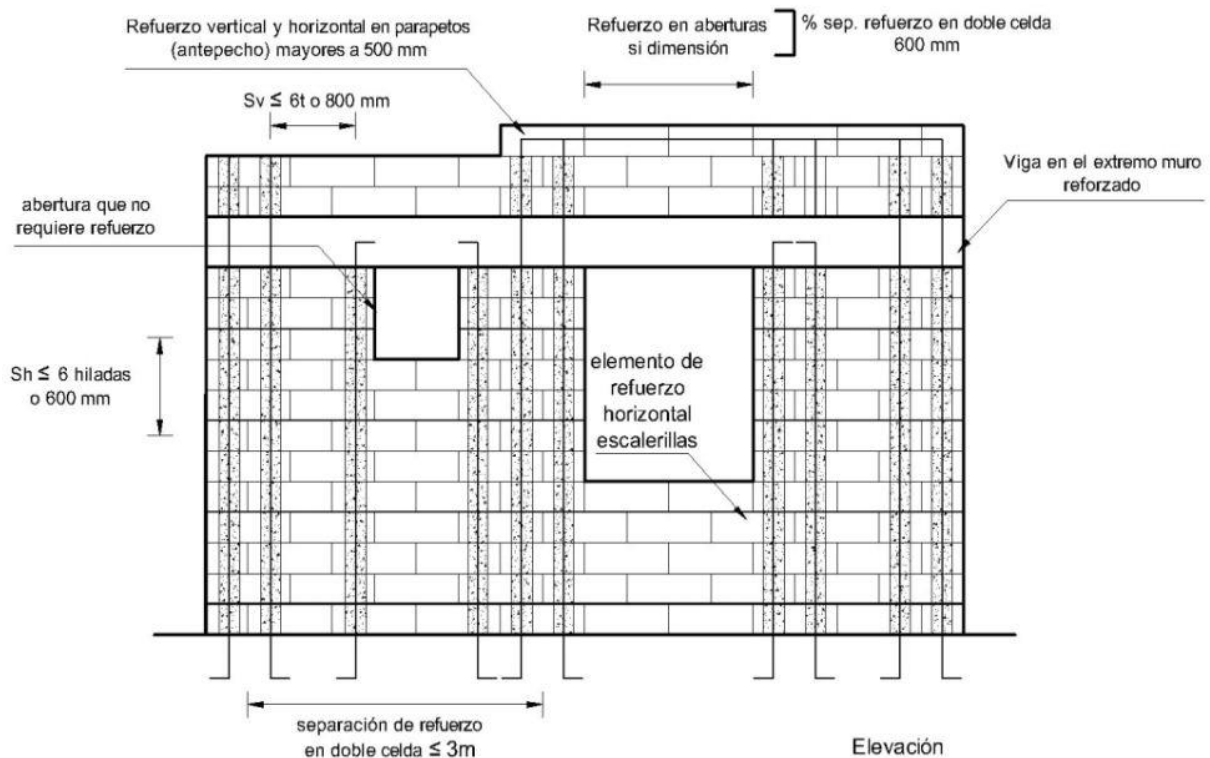 Refuerzo vertical y horizontal en parapetos
(antepecho) mayores a 500 mm
Refuerzo en aberturas
si dimensión
% sep. refuerzo en doble celda
600 mm
Sv ≤ 6t o 800 mm
Viga en el extremo muro
reforzado
abertura que no
requiere refuerzo
Sh ≤ 6 hiladas
o 600 mm
elemento de
refuerzo
horizontal
escalerillas
separación de refuerzo
en doble celda ≤ 3m
Elevación